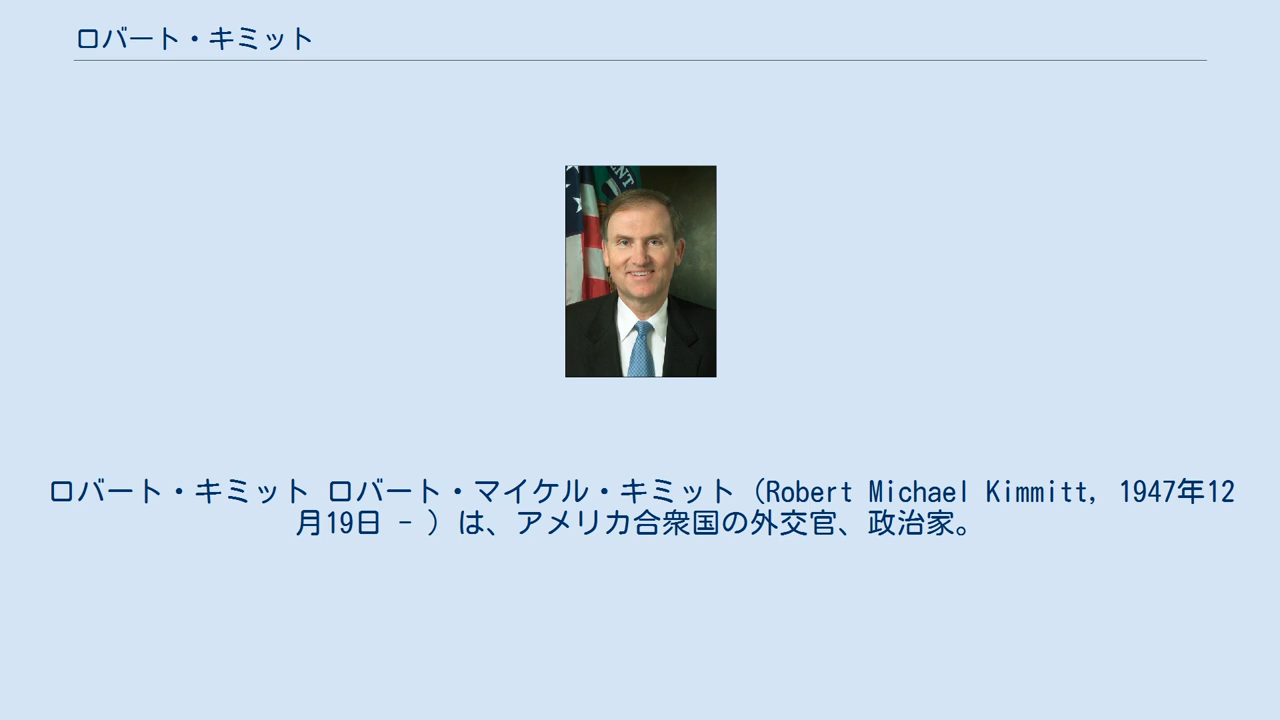 ロバート・キミット
ENT
ロバート・キミット ロバート・マイケル・キミット（Robert Michael Kimmitt, 1947年12
月19日 - ）は、アメリカ合衆国の外交官、政治家。